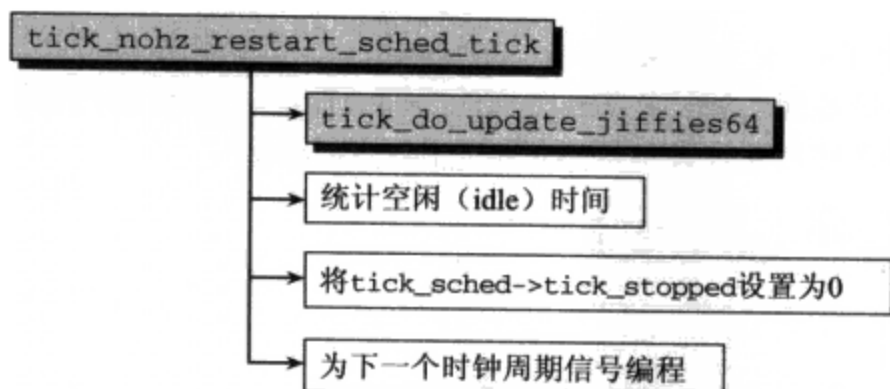 tick_nohz_restart_sched_tick
tick_do_update_jiffies64
统计空闲（idle）时间
将tick_sched->tick_stopped设置为0
为下一个时钟周期信号编程